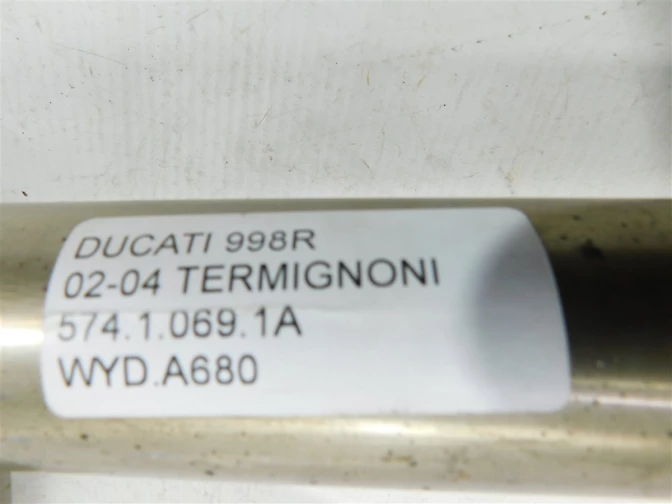 DUCATI 998R
02-04 TERMIGNONI
574.1.069.1A
WYD.A680